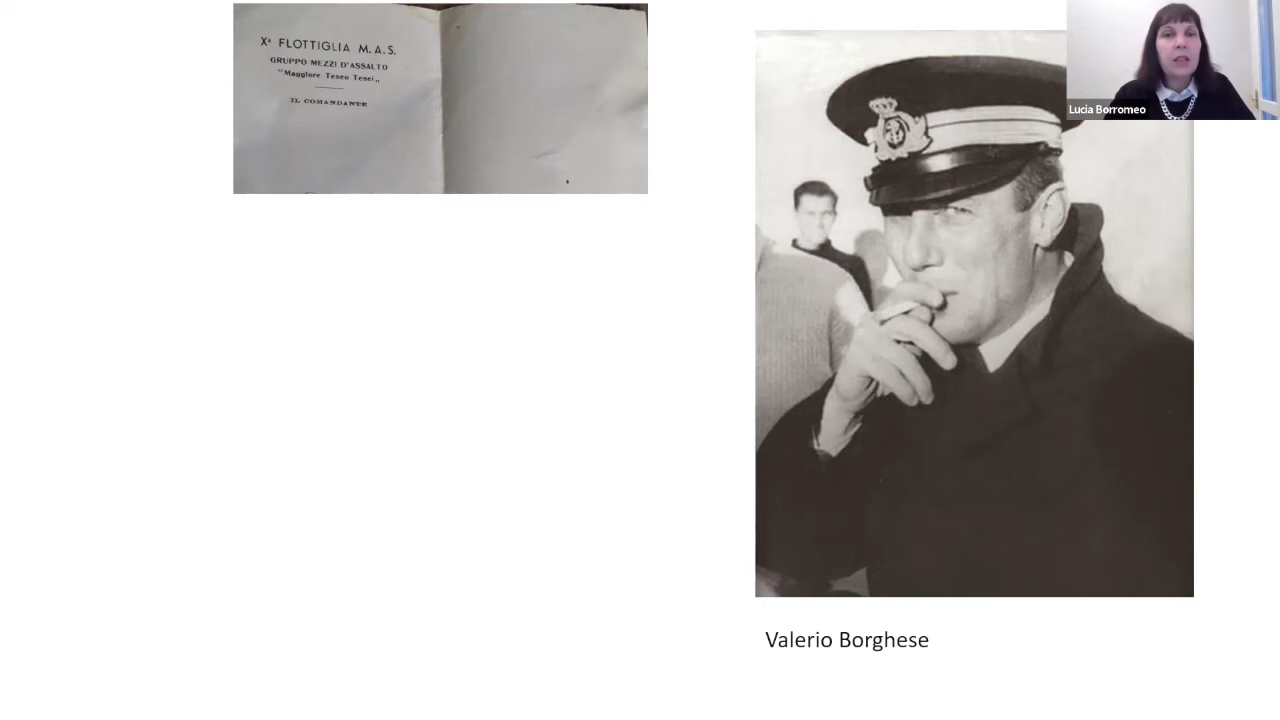 Xª FLOTTIGLIA M.A.S.
GRUPPO MEZZI D'ASSALTO
"Maggiore Teseo Tesei„
IL COMANDANTE
Lucia Borromeo
Valerio Borghese